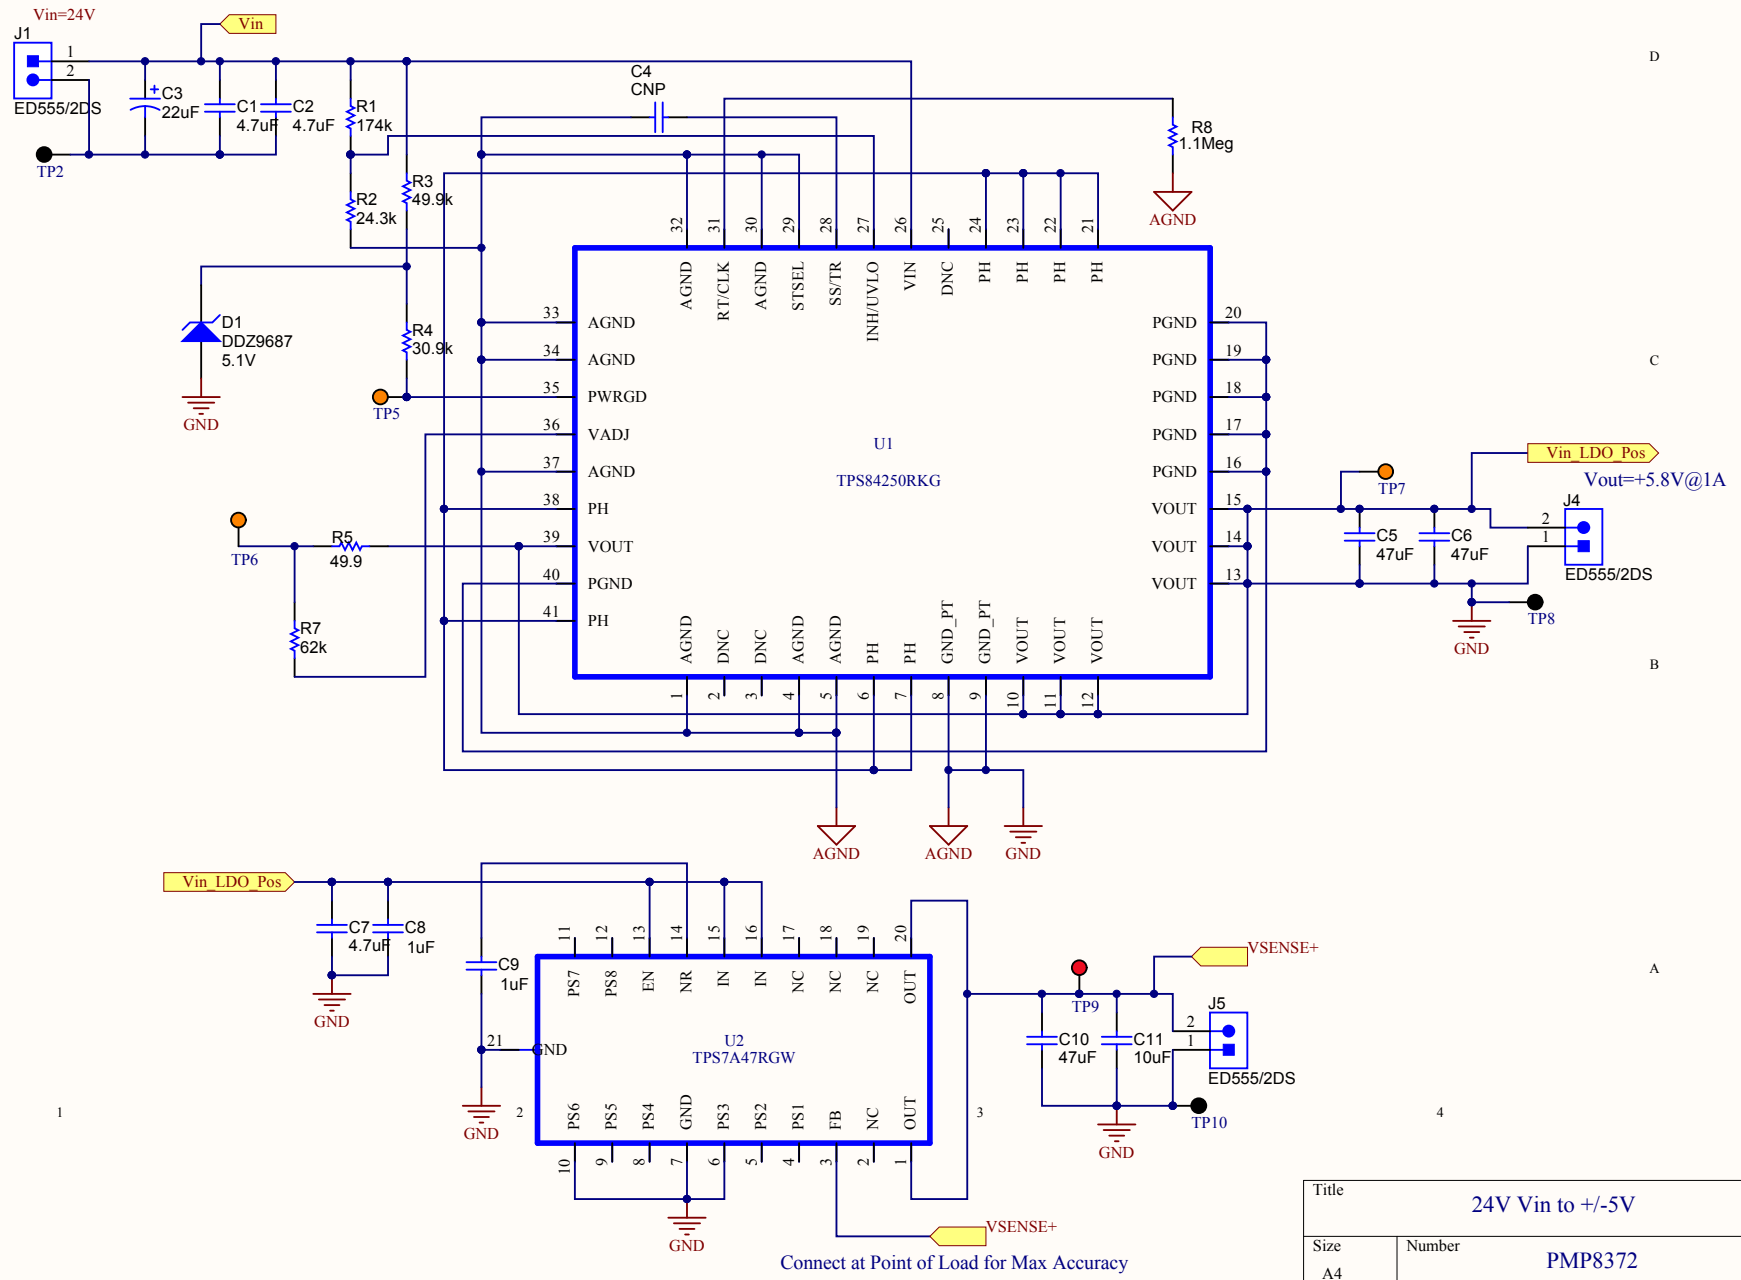 Vin=24V
J1
1
2
ED555/2DS
TP2
Vin
C3
22uF
C1
4.7uF
C2
4.7uF
R1
174k
R2
24.3k
R3
49.9k
C4
CNP
R8
1.1Meg
AGND
D
D1
DDZ9687
5.1V
GND
R4
30.9k
TP5
32
31
30
29
28
27
26
25
24
23
22
21
AGND
RT/CLK
AGND
STSEL
SS/TR
INH/UVLO
VIN
DNC
PH
PH
PH
PH
33
AGND
34
AGND
35
PWRGD
36
VADJ
37
AGND
38
PH
39
VOUT
40
PGND
41
PH
U1
TPS84250RKG
PGND
20
PGND
19
PGND
18
PGND
17
PGND
16
VOUT
15
VOUT
14
VOUT
13
C
AGND
DNC
DNC
AGND
AGND
PH
PH
GND_PT
GND_PT
VOUT
VOUT
VOUT
1
2
3
4
5
6
7
8
9
10
11
12
TP6
R5
49.9
R7
62k
TP7
Vin_LDO_Pos
Vout=+5.8V@1A
J4
2
1
ED555/2DS
C5
47uF
C6
47uF
TP8
GND
B
AGND
AGND
GND
Vin_LDO_Pos
C7
4.7uF
C8
1uF
GND
C9
1uF
11
12
13
14
15
16
17
18
19
20
PS7
PS8
EN
NR
IN
IN
NC
NC
NC
OUT
21
GND
U2
TPS7A47RGW
GND
PS6
PS5
PS4
GND
PS3
PS2
PS1
FB
NC
OUT
10
9
8
7
6
5
4
3
2
1
GND
VSENSE+
TP9
C10
47uF
C11
10uF
J5
2
1
ED555/2DS
TP10
GND
A
1
2
3
4
VSENSE+
Connect at Point of Load for Max Accuracy
Title
24V Vin to +/-5V
Size
A4
Number
PMP8372